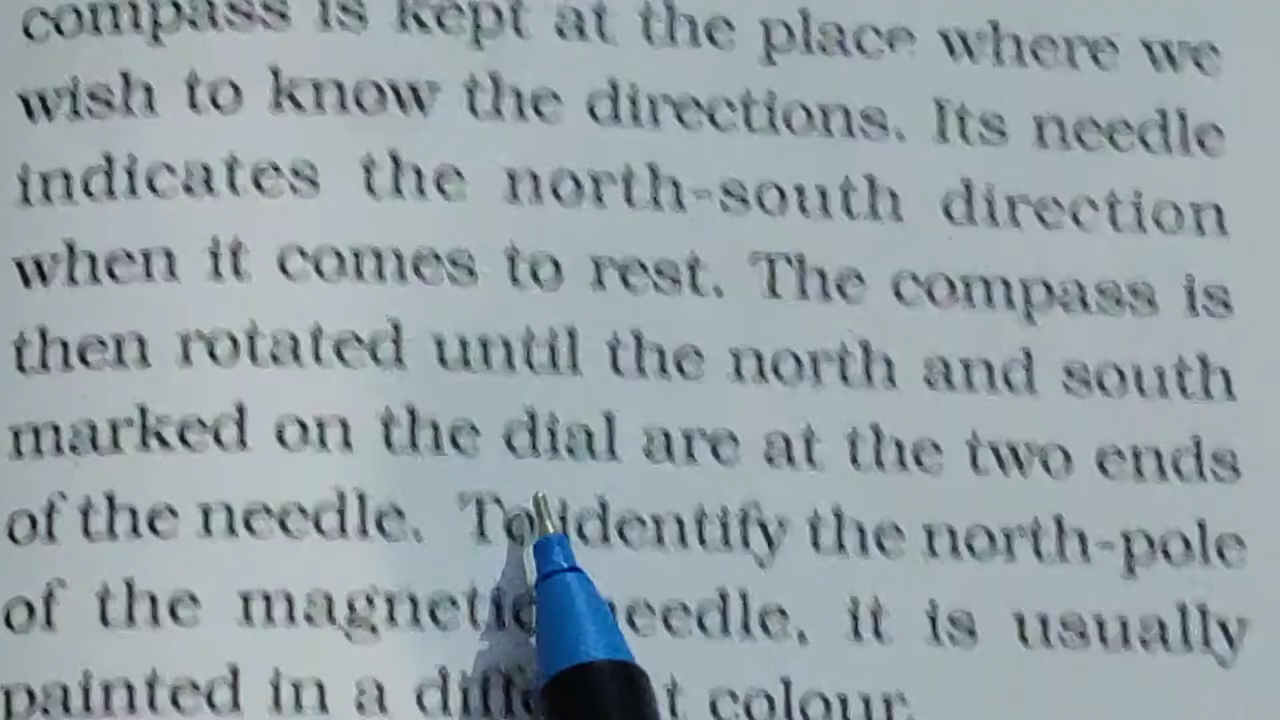 compass is kept at the place where we
wish to know the directions. Its needle
indicates the north-south direction
when it comes to rest. The compass is
then rotated until the north and south
marked on the dial are at the two ends
of the needle. To identify the north-pole
of the magnetic needle, it is usually
painted in a different colour.